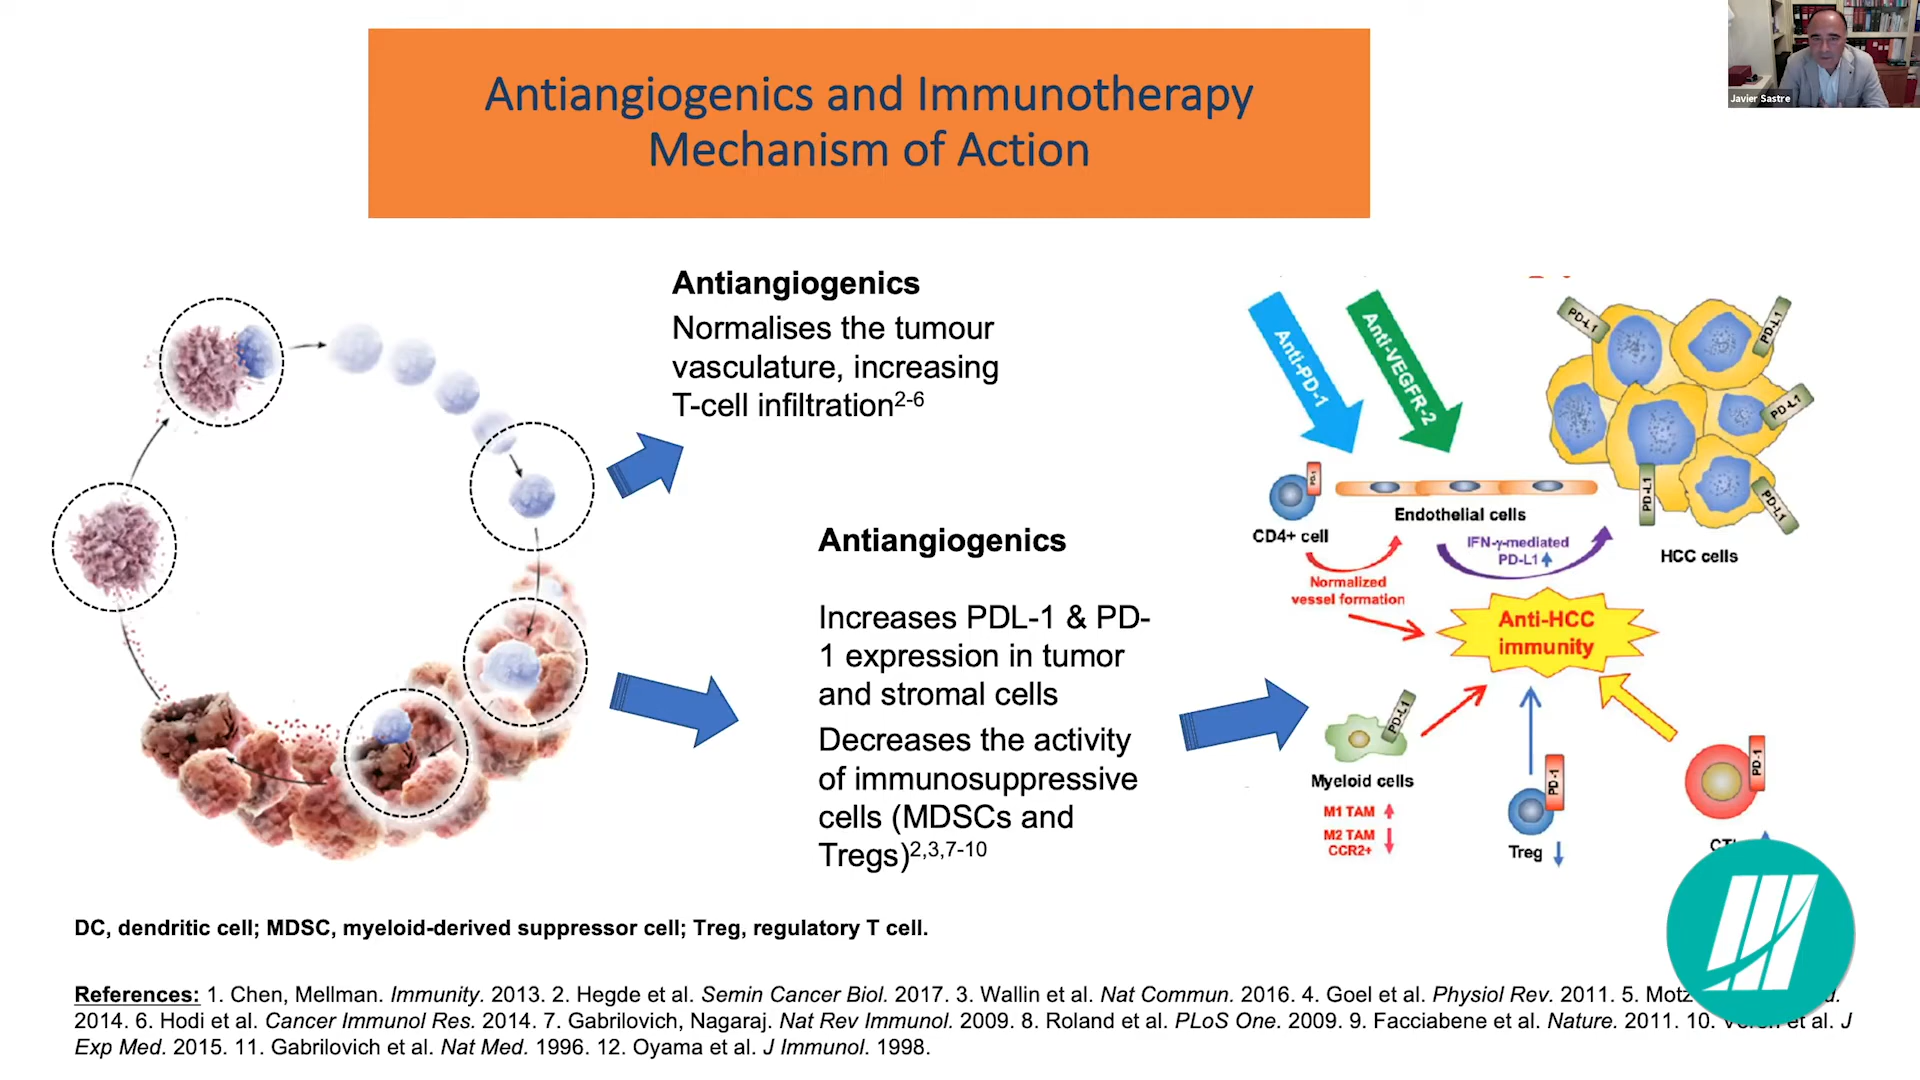 Javier Sastre
Antiangiogenics and Immunotherapy
Mechanism of Action
Antiangiogenics
Normalises the tumour
vasculature, increasing
T-cell infiltration2-6
Antiangiogenics
Increases PDL-1 & PD-
1 expression in tumor
and stromal cells
Decreases the activity
of immunosuppressive
cells (MDSCs and
Tregs)2,3,7-10
Anti-PD-1
Anti-VEGFR-2
PD-L1
PD-L1
PD-L1
PD-L1
PD-L1
PD-1
CD4+ cell
Endothelial cells
HCC cells
IFN-γ-mediated
PD-L1
Normalized
vessel formation
Anti-HCC
immunity
PD-L1
Myeloid cells
M1 TAM
M2 TAM
CCR2+
PD-1
Treg
PD-1
DC, dendritic cell; MDSC, myeloid-derived suppressor cell; Treg, regulatory T cell.
References: 1. Chen, Mellman. Immunity. 2013. 2. Hegde et al. Semin Cancer Biol. 2017. 3. Wallin et al. Nat Commun. 2016. 4. Goel et al. Physiol Rev. 2011. 5.
2014. 6. Hodi et al. Cancer Immunol Res. 2014. 7. Gabrilovich, Nagaraj. Nat Rev Immunol. 2009. 8. Roland et al. PLoS One. 2009. 9. Facciabene et al. Nature. 2011. 10. et al. J
Exp Med. 2015. 11. Gabrilovich et al. Nat Med. 1996. 12. Oyama et al. J Immunol. 1998.